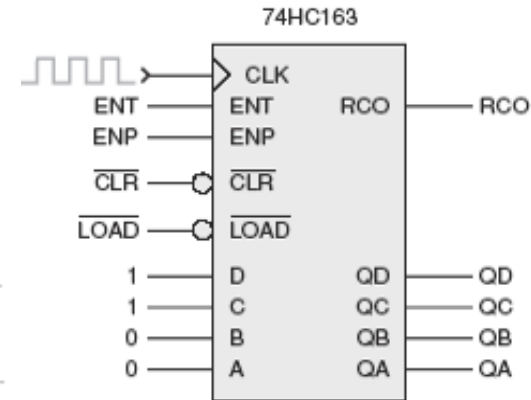 74HC163
CLK
ENT ENT RCO RCO
ENP ENP
CLR CLR
LOAD LOAD
1 D QD QD
1 C QC QC
0 B QB QB
0 A QA QA